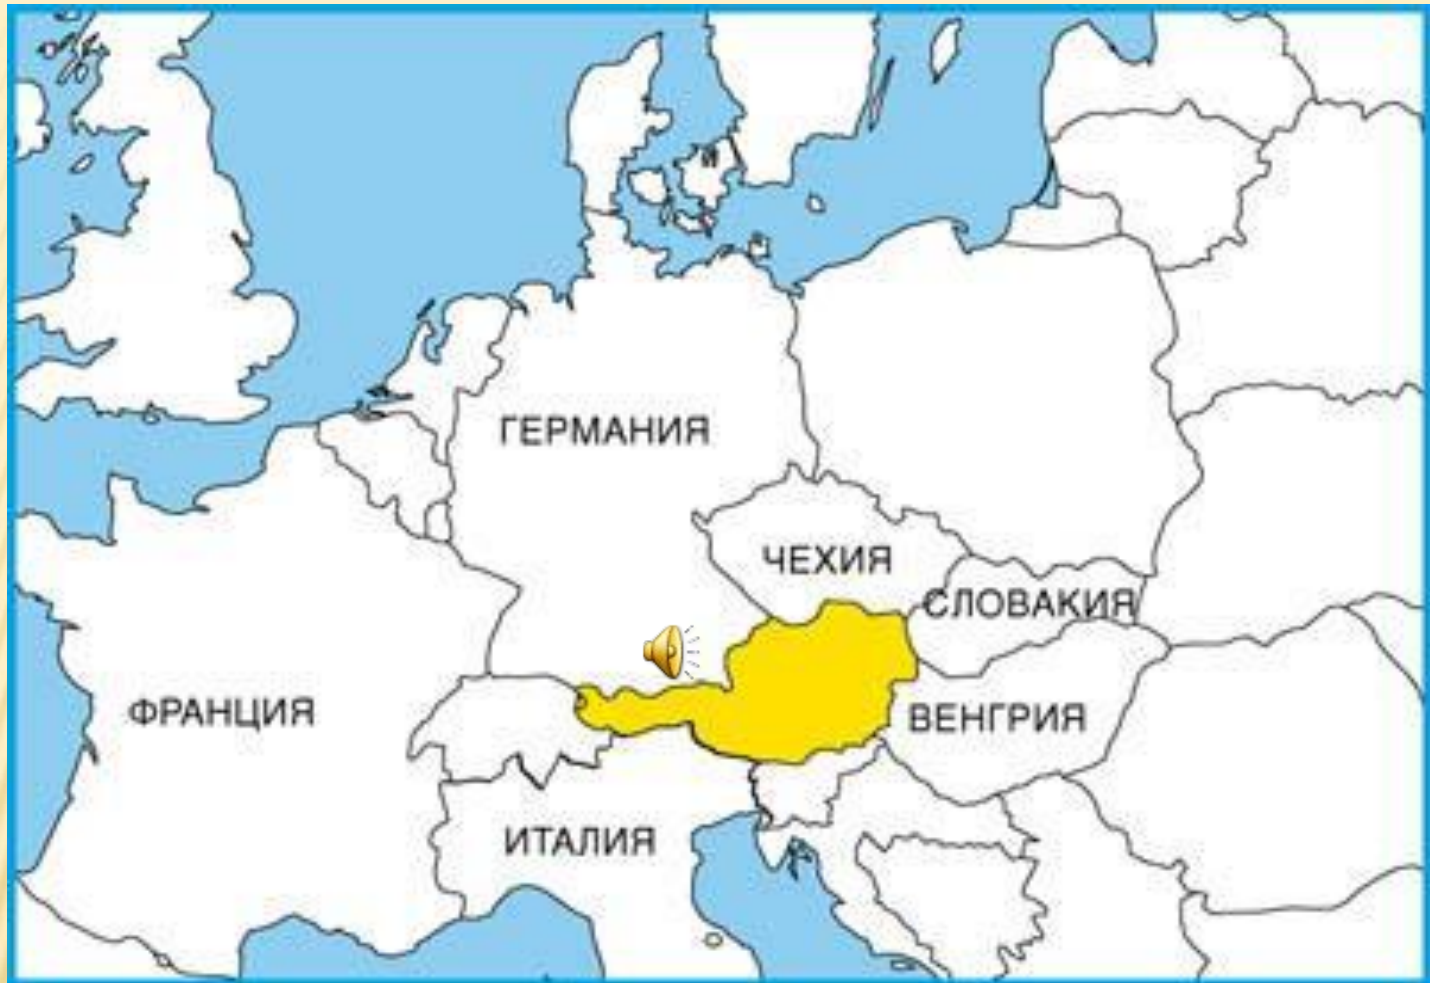 ГЕРМАНИЯ
ЧЕХИЯ
СЛОВАКИЯ
ФРАНЦИЯ
ВЕНГРИЯ
ИТАЛИЯ